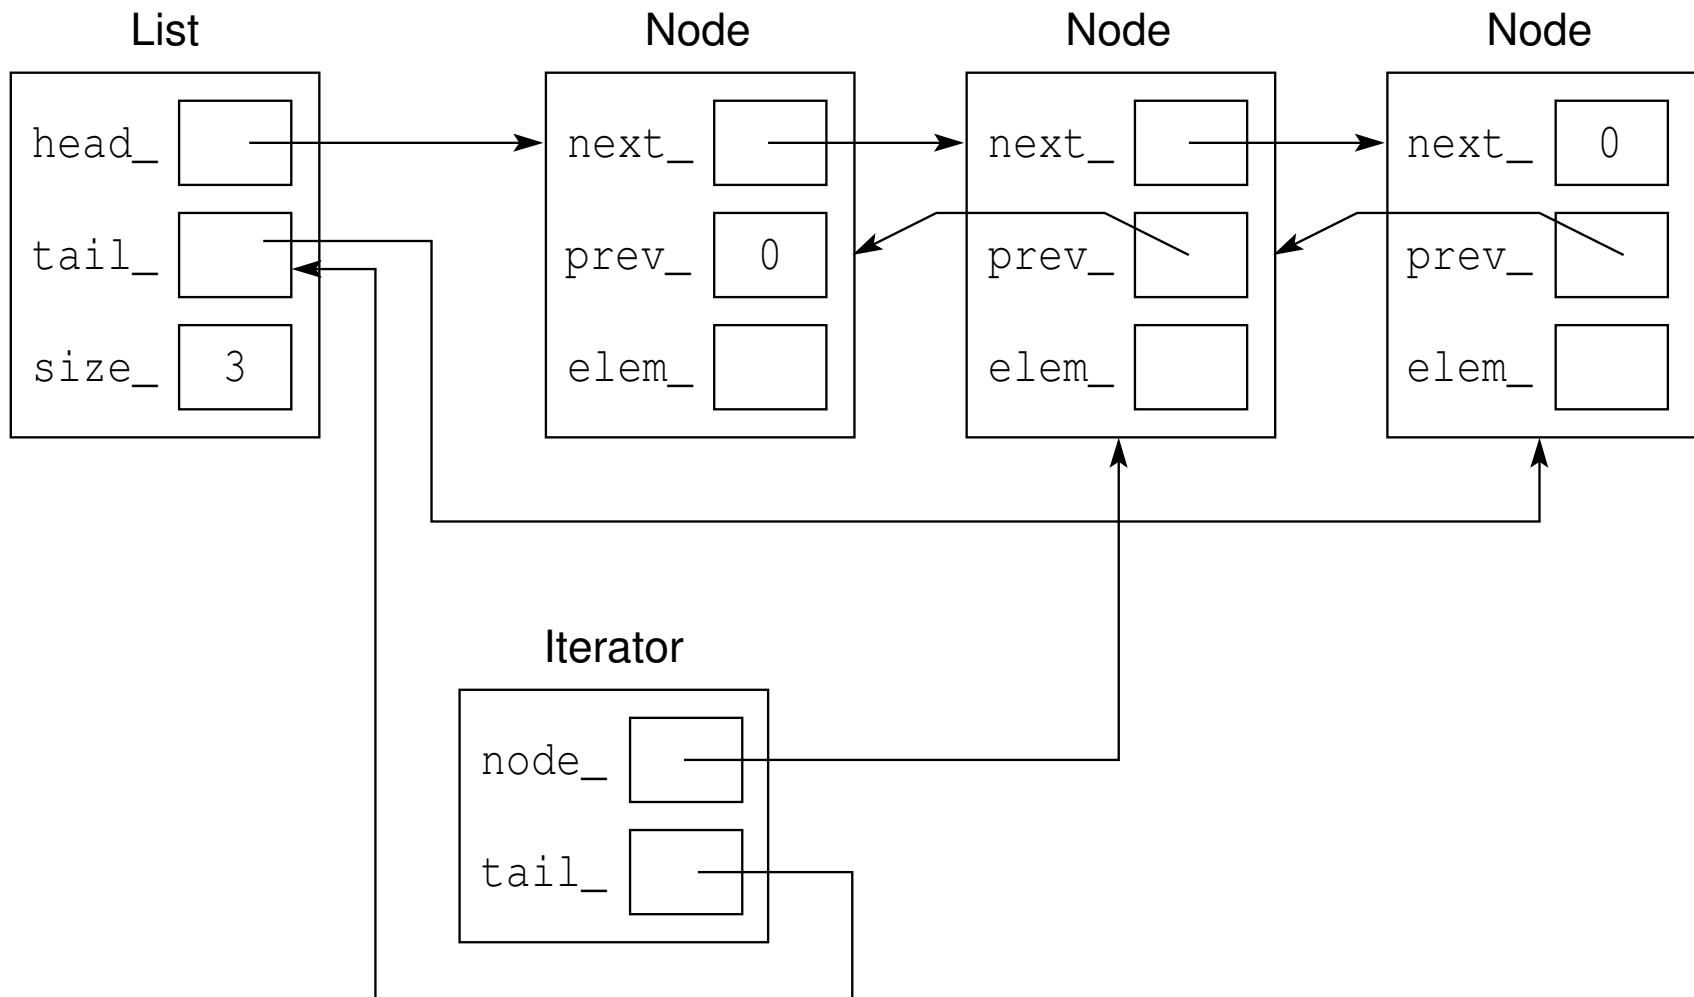 List
Node
Node
Node
head_
next_
next_
next_ 0
tail_
prev_ 0
prev_
prev_
size_ 3
elem_
elem_
elem_
Iterator
node_
tail_